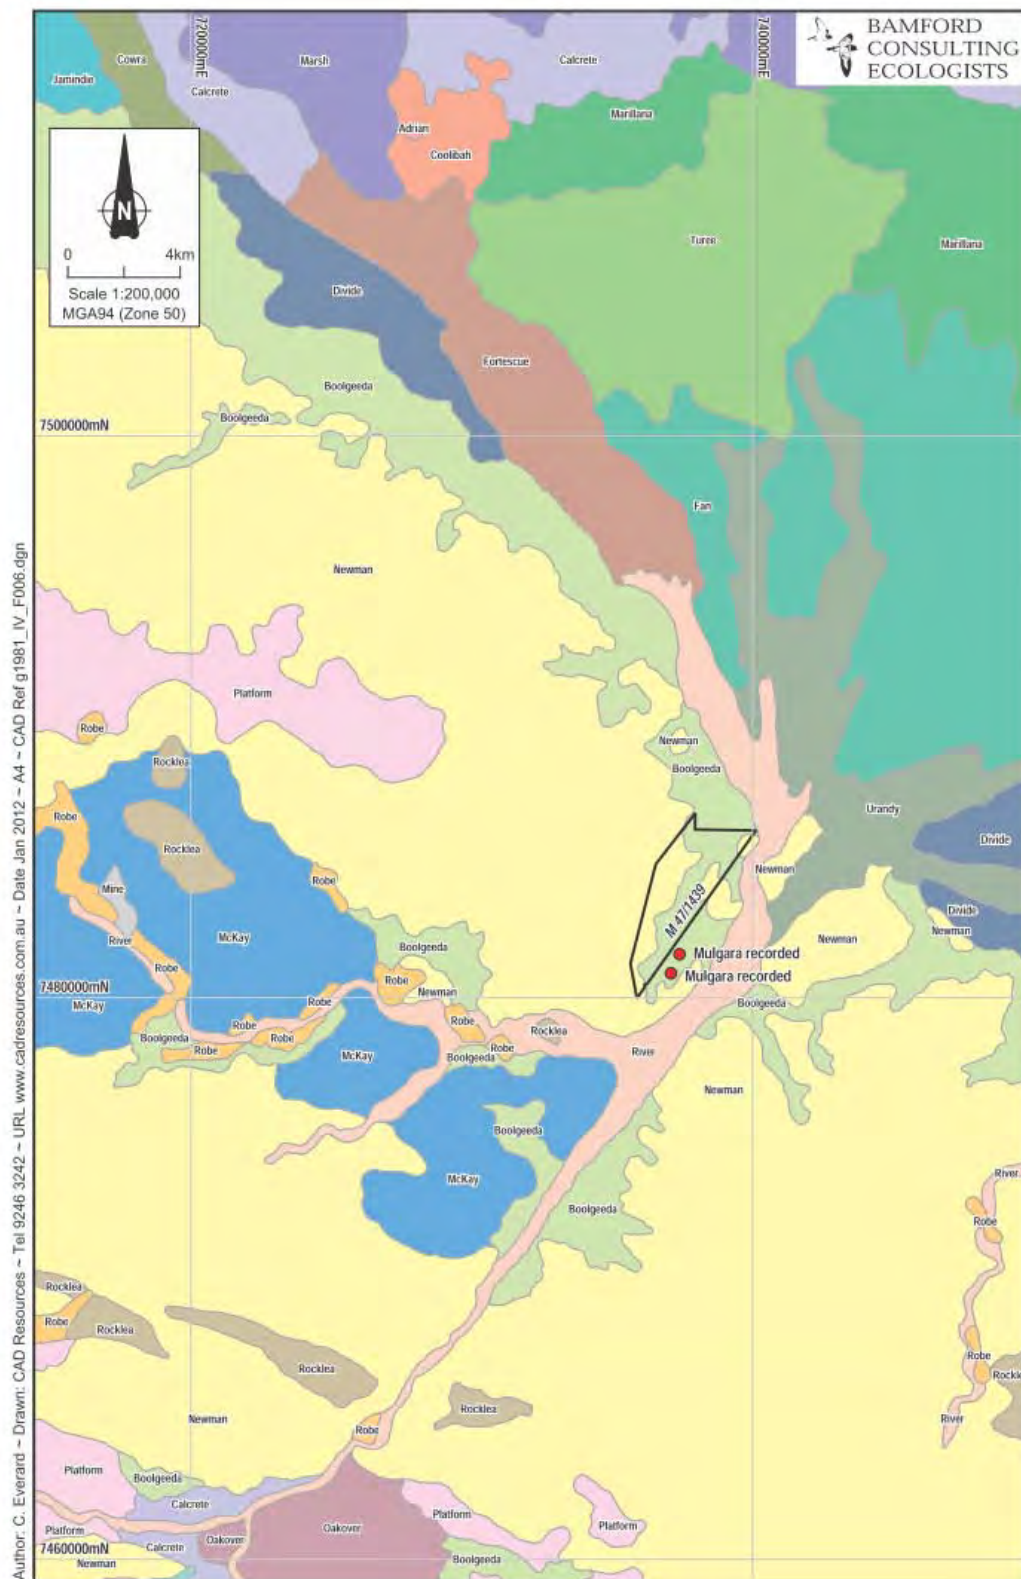 BAMFORD
CONSULTING
ECOLOGISTS
720000mE
740000mE
Cowra
Marsh
Calcrete
Jamindie
Calcrete
Adrian
Marillana
Coolibah
N
0 4km
Scale 1:200,000
MGA94 (Zone 50)
Turee
Marillana
Divide
Fortescue
Boolgeeda
Boolgeeda
7500000mN
Fan
Newman
Platform
Robe
Newman
Rocklea
Boolgeeda
Robe
Urandy
Rocklea
Divide
Newman
Robe
Mine
M 47/1439
Divide
River
McKay
Boolgeeda
Newman
Newman
Mulgara recorded
Robe
Robe
Mulgara recorded
7480000mN
Newman
McKay
Robe
Boolgeeda
Robe
Robe
Rocklea
Boolgeeda
Robe
Robe
Robe
McKay
Boolgeeda
River
Newman
Boolgeeda
McKay
River
Boolgeeda
Robe
Rocklea
Robe
Rocklea
Rocklea
Robe
Rockle
Rocklea
Newman
River
Robe
Platform
Boolgeeda
Calcrete
Platform
Oakover
Platform
Platform
Oakover
7460000mN
Calcrete
Newman
Boolgeeda
Author: C. Everard ~ Drawn: CAD Resources ~ Tel 9246 3242 ~ URL www.cadresources.com.au ~ Date Jan 2012 ~ A4 ~ CAD Ref g1981_IV_F006.dgn